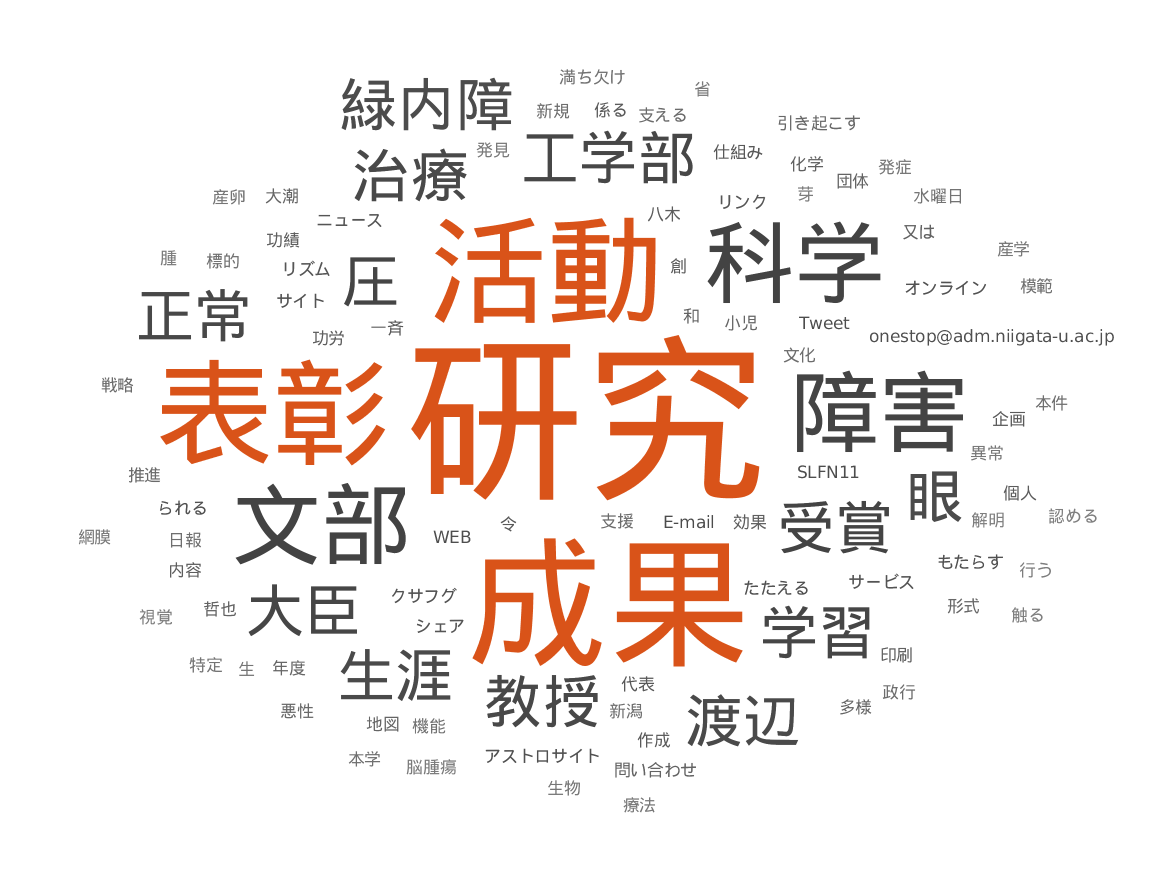 満ち欠け
省
緑内障
新規
係る
支える
引き起こす
工学部
発見
仕組み
治療
化学
発症
団体
芽
水曜日
産卵
大潮
リンク
ニュース
八木
活動
科学
又は
功績
産学
腫
標的
リズム
圧
創
オンライン
模範
正常
サイト
和
小児
Tweet
功労
一斉
onestop@adm.niigata-u.ac.jp
研究
文化
戦略
表彰
障害
本件
企画
異常
推進
SLFN11
眼
個人
られる
文部
受賞
解明
認める
網膜
日報
WEB
令
支援
E-mail
効果
内容
成果
もたらす
行う
クサフグ
たたえる
サービス
視覚
哲也
大臣
シェア
学習
形式
触る
特定
生
年度
生涯
印刷
教授
代表
政行
悪性
新潟
渡辺
多様
地図
機能
作成
本学
脳腫瘍
アストロサイト
問い合わせ
生物
療法